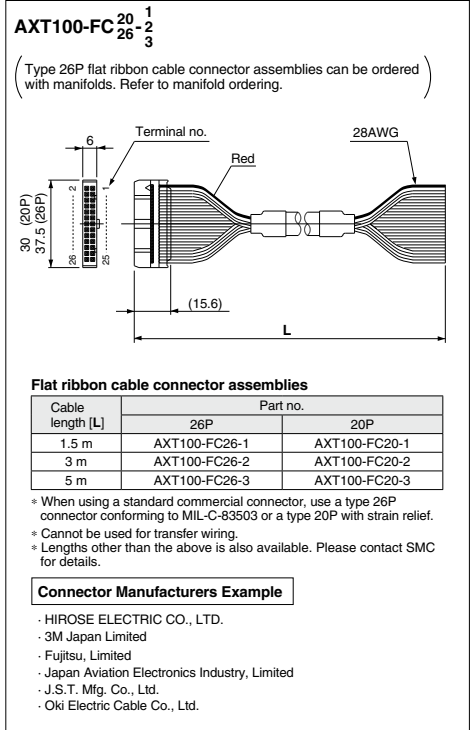 AXT100-FC 20 26 - 1 2 3
(Type 26P flat ribbon cable connector assemblies can be ordered
with manifolds. Refer to manifold ordering.)
Terminal no.
28AWG
6
Red
2
1
30 (20P)
37.5 (26P)
26
25
(15.6)
L
Flat ribbon cable connector assemblies
Cable length [L] Part no.
26P 20P
1.5 m AXT100-FC26-1 AXT100-FC20-1
3 m AXT100-FC26-2 AXT100-FC20-2
5 m AXT100-FC26-3 AXT100-FC20-3
∗ When using a standard commercial connector, use a type 26P
connector conforming to MIL-C-83503 or a type 20P with strain relief.
∗ Cannot be used for transfer wiring.
∗ Lengths other than the above is also available. Please contact SMC
for details.
Connector Manufacturers Example
· HIROSE ELECTRIC CO., LTD.
· 3M Japan Limited
· Fujitsu, Limited
· Japan Aviation Electronics Industry, Limited
· J.S.T. Mfg. Co., Ltd.
· Oki Electric Cable Co., Ltd.